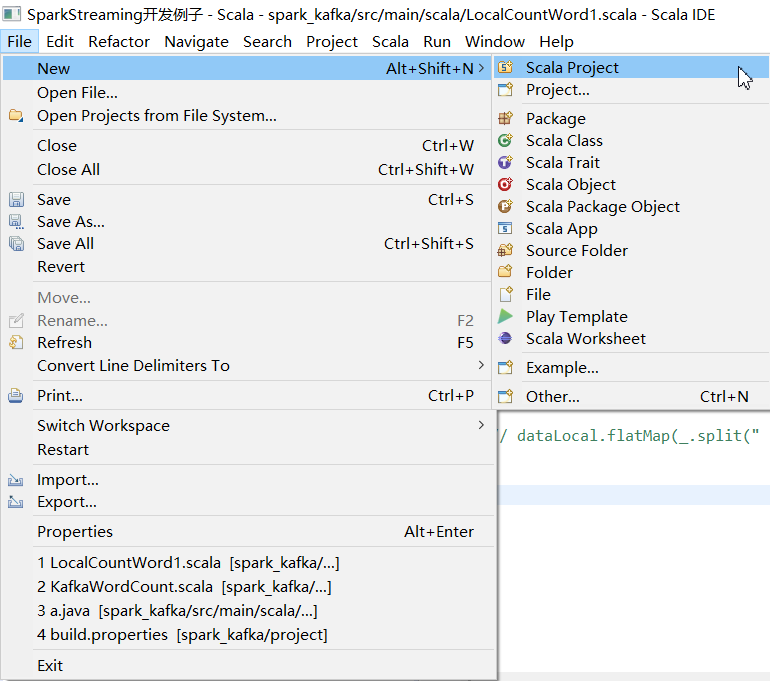 SparkStreaming开发例子 - Scala - spark_kafka/src/main/scala/LocalCountWord1.scala - Scala IDE
File Edit Refactor Navigate Search Project Scala Run Window Help
New Alt+Shift+N
Open File...
Open Projects from File System...
Close Ctrl+W
Close All Ctrl+Shift+W
Save Ctrl+S
Save As...
Save All Ctrl+Shift+S
Revert
Move...
Rename... F2
Refresh F5
Convert Line Delimiters To
Print... Ctrl+P
Switch Workspace
Restart
Import...
Export...
Properties Alt+Enter
1 LocalCountWord1.scala [spark_kafka/...]
2 KafkaWordCount.scala [spark_kafka/...]
3 a.java [spark_kafka/src/main/scala/...]
4 build.properties [spark_kafka/project]
Exit
Scala Project
Project...
Package
Scala Class
Scala Trait
Scala Object
Scala Package Object
Scala App
Source Folder
Folder
File
Play Template
Scala Worksheet
Example...
Other... Ctrl+N
/ dataLocal.flatMap(_.split("